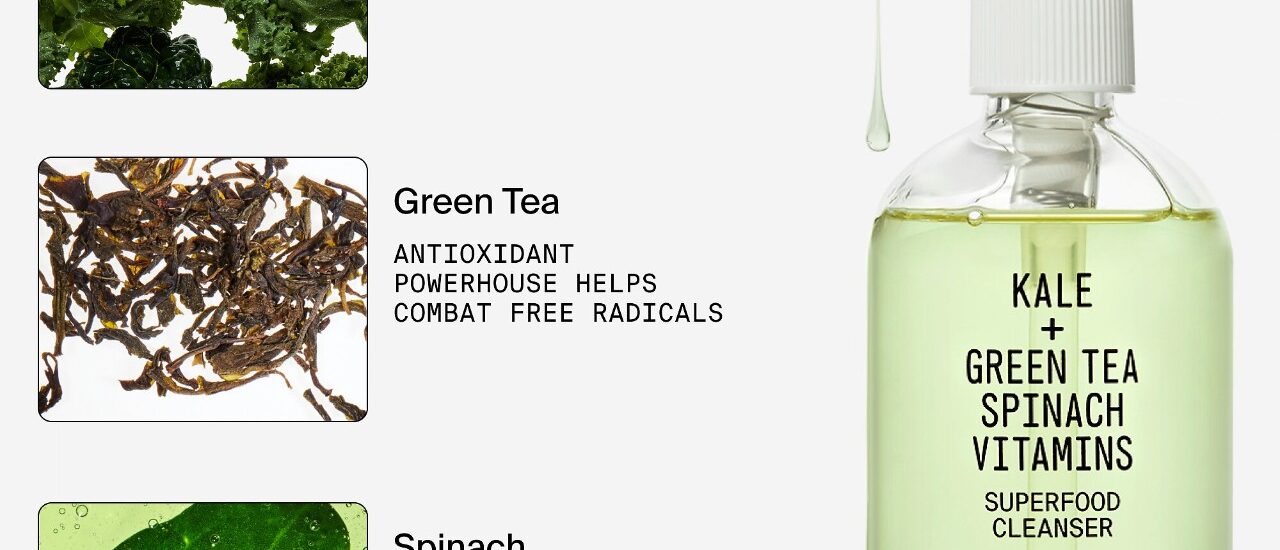 Green Tea
ANTIOXIDANT
POWERHOUSE HELPS
COMBAT FREE RADICALS
Spinach
KALE
+
GREEN TEA
SPINACH
VITAMINS
SUPERFOOD
CLEANSER